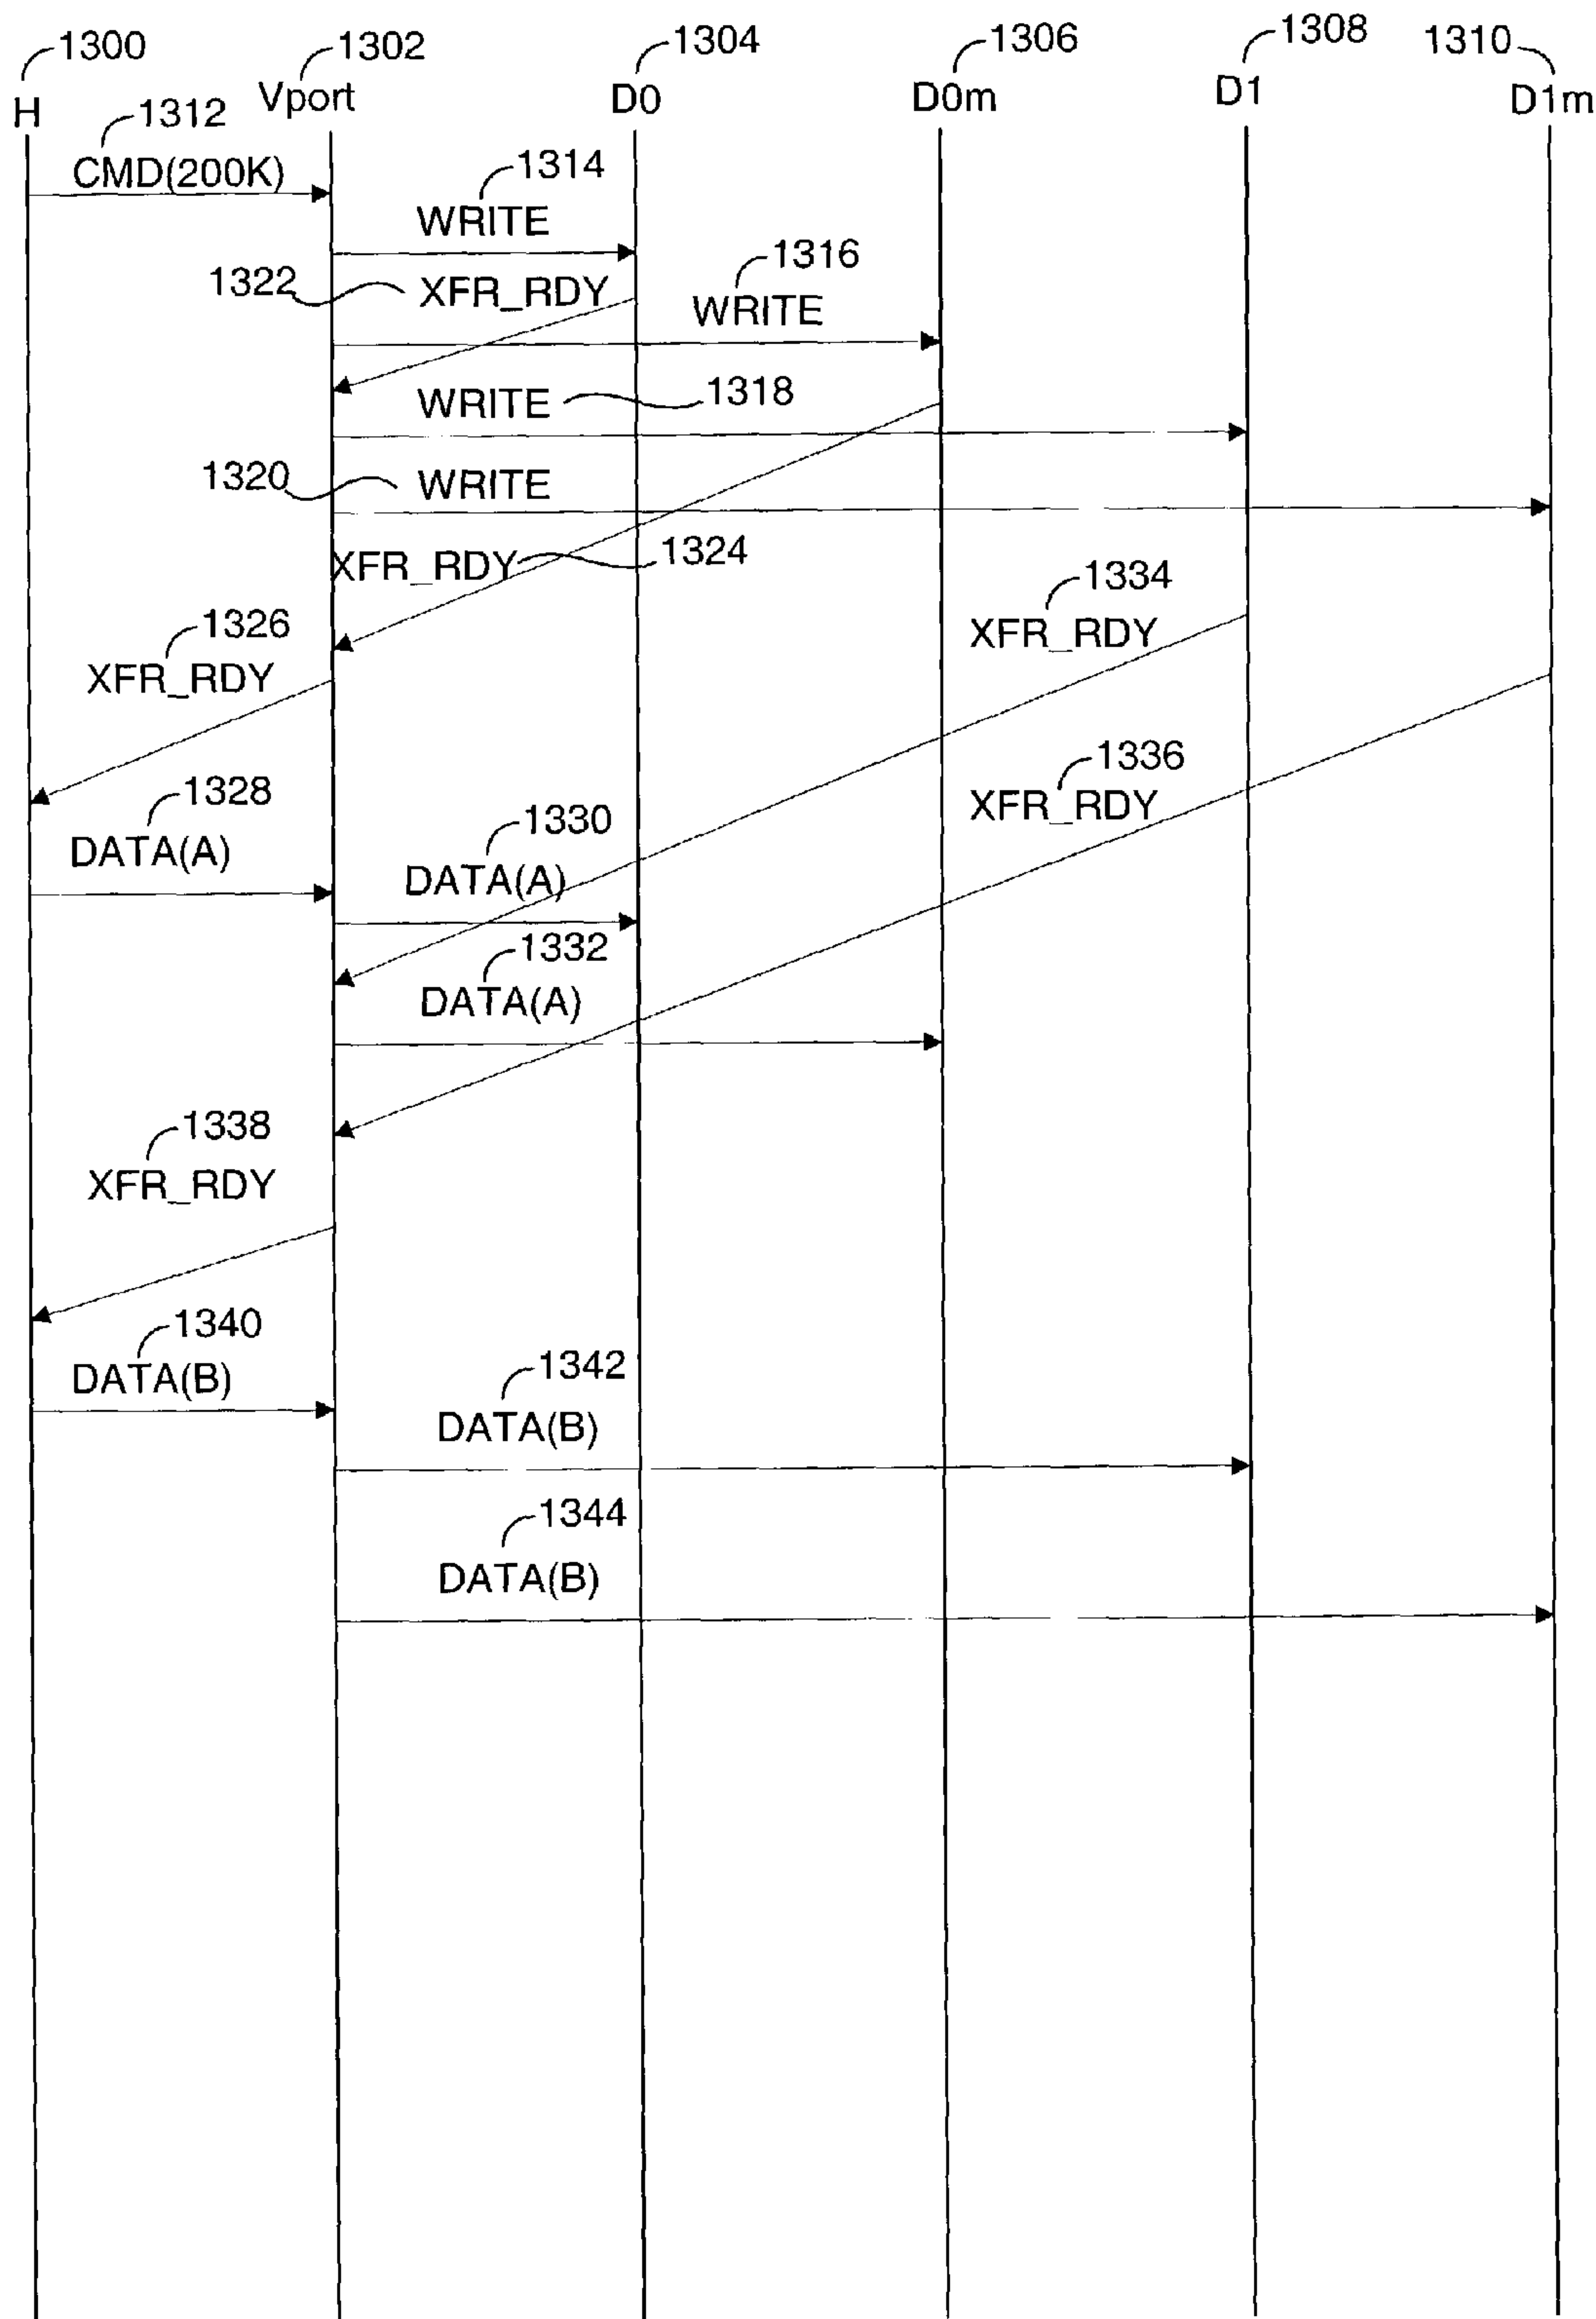 1300
1302
1304
1306
1308
1310
H
Vport
D0
D0m
D1
D1m
1312
CMD(200K)
1314
WRITE
1316
WRITE
1322
XFR_RDY
WRITE
1318
1320
WRITE
XFR_RDY
1324
1334
XFR_RDY
1326
XFR_RDY
1336
XFR_RDY
1328
DATA(A)
1330
DATA(A)
1332
DATA(A)
1338
XFR_RDY
1340
DATA(B)
1342
DATA(B)
1344
DATA(B)